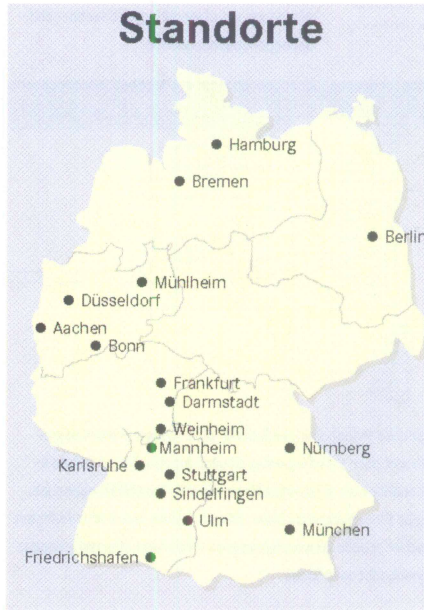 Standorte
Hamburg
Bremen
Berlin
Mühlheim
Düsseldorf
Aachen
Bonn
Frankfurt
Darmstadt
Weinheim
Mannheim
Nürnberg
Karlsruhe
Stuttgart
Sindelfingen
Ulm
München
Friedrichshafen